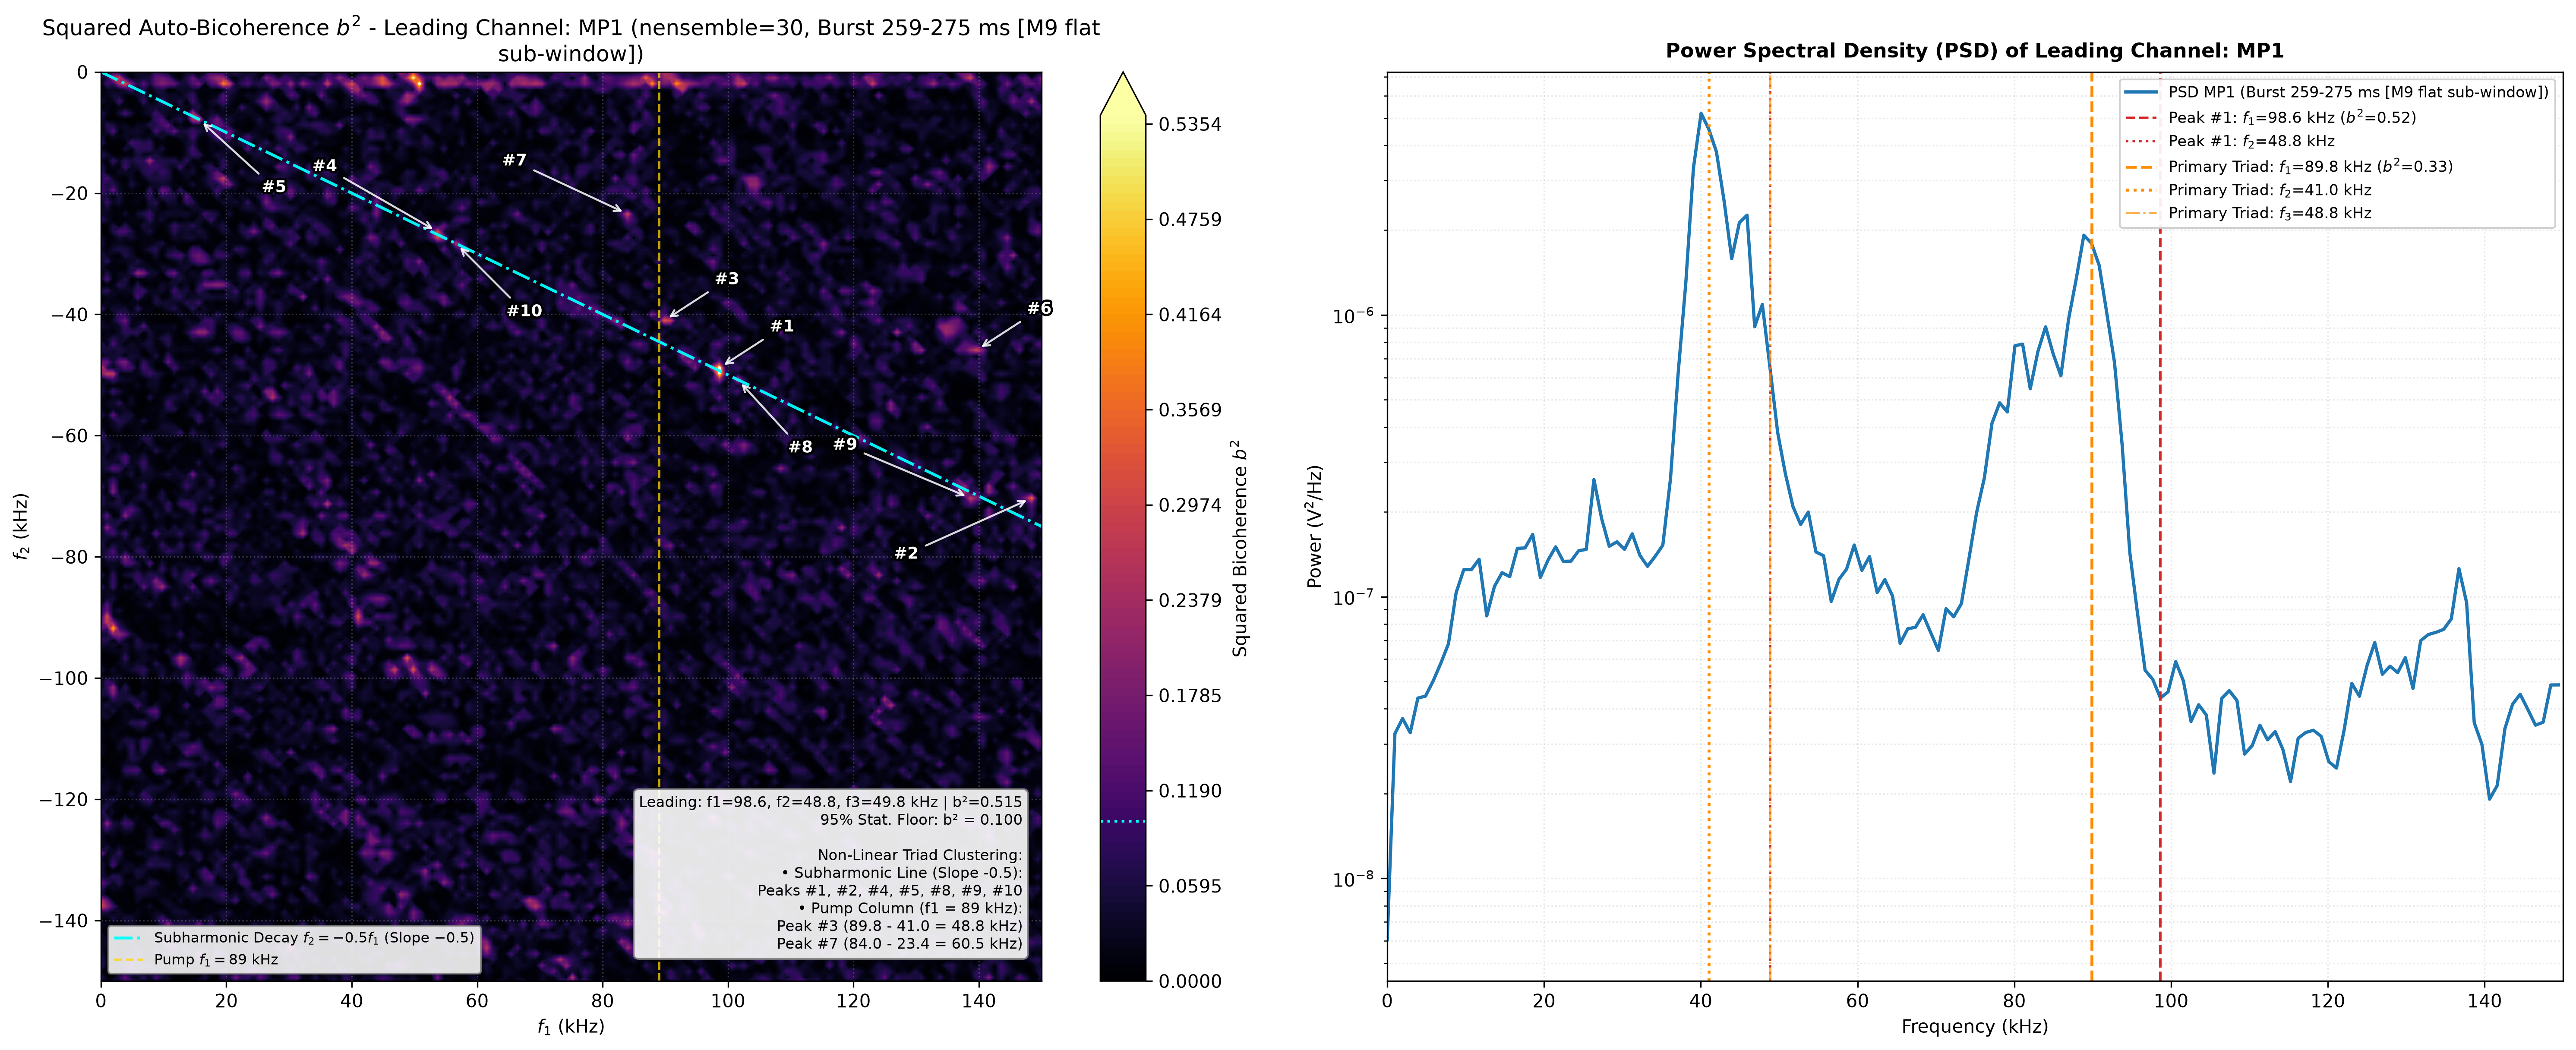 Squared Auto-Bicoherence b² - Leading Channel: MP1 (nensemble=30, Burst 259-275 ms [M9 flat
sub-window])
0
−20
−40
−60
−80
−100
−120
−140
f₂ (kHz)
#7
#4
#5
#3
#10
#6
#1
#8
#9
#2
Leading: f1=98.6, f2=48.8, f3=49.8 kHz | b²=0.515
95% Stat. Floor: b² = 0.100
Non-Linear Triad Clustering:
• Subharmonic Line (Slope -0.5):
Peaks #1, #2, #4, #5, #8, #9, #10
• Pump Column (f1 = 89 kHz):
Peak #3 (89.8 - 41.0 = 48.8 kHz)
Peak #7 (84.0 - 23.4 = 60.5 kHz)
Subharmonic Decay f₂ = −0.5f₁ (Slope −0.5)
Pump f₁ = 89 kHz
0 20 40 60 80 100 120 140
f₁ (kHz)
0.5354
0.4759
0.4164
0.3569
0.2974
0.2379
0.1785
0.1190
0.0595
0.0000
Squared Bicoherence b²
Power Spectral Density (PSD) of Leading Channel: MP1
PSD MP1 (Burst 259-275 ms [M9 flat sub-window])
Peak #1: f₁=98.6 kHz (b²=0.52)
Peak #1: f₂=48.8 kHz
Primary Triad: f₁=89.8 kHz (b²=0.33)
Primary Triad: f₂=41.0 kHz
Primary Triad: f₃=48.8 kHz
10⁻⁶
10⁻⁷
10⁻⁸
Power (V²/Hz)
0 20 40 60 80 100 120 140
Frequency (kHz)